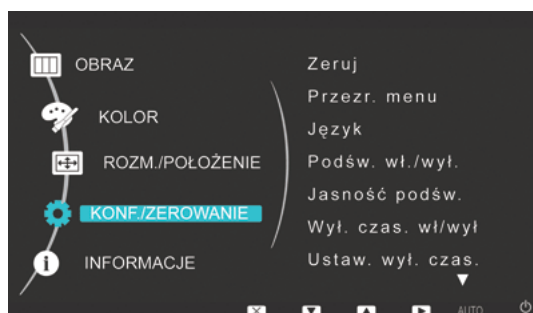 OBRAZ
KOLOR
ROZM./POŁOŻENIE
KONF./ZEROWANIE
INFORMACJE
Zeruj
Przezr. menu
Język
Podśw. wł./wył.
Jasność podśw.
Wył. czas. wł/wył
Ustaw. wył. czas.
AUTO